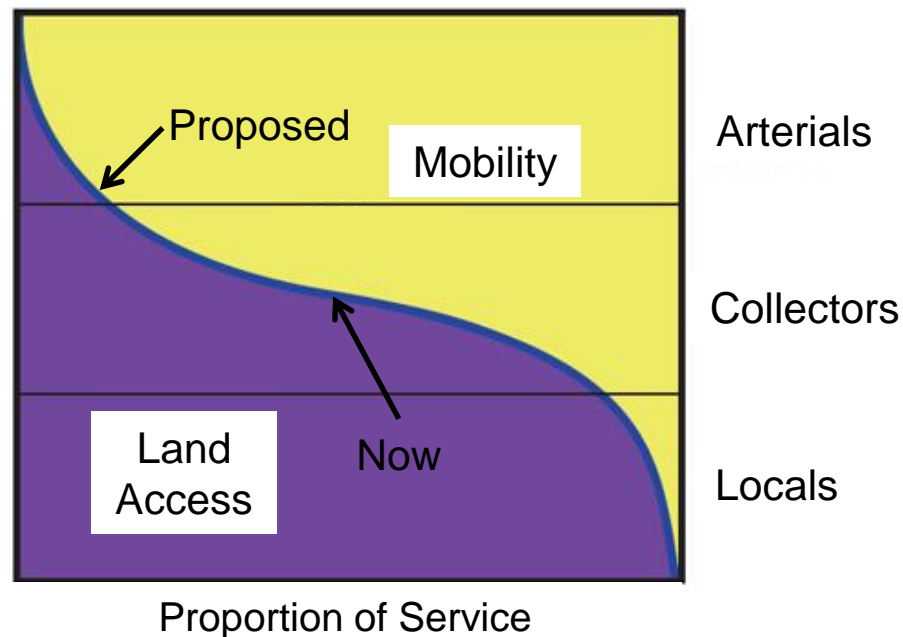 Proposed
Mobility
Arterials
Collectors
Land
Access
Now
Locals
Proportion of Service